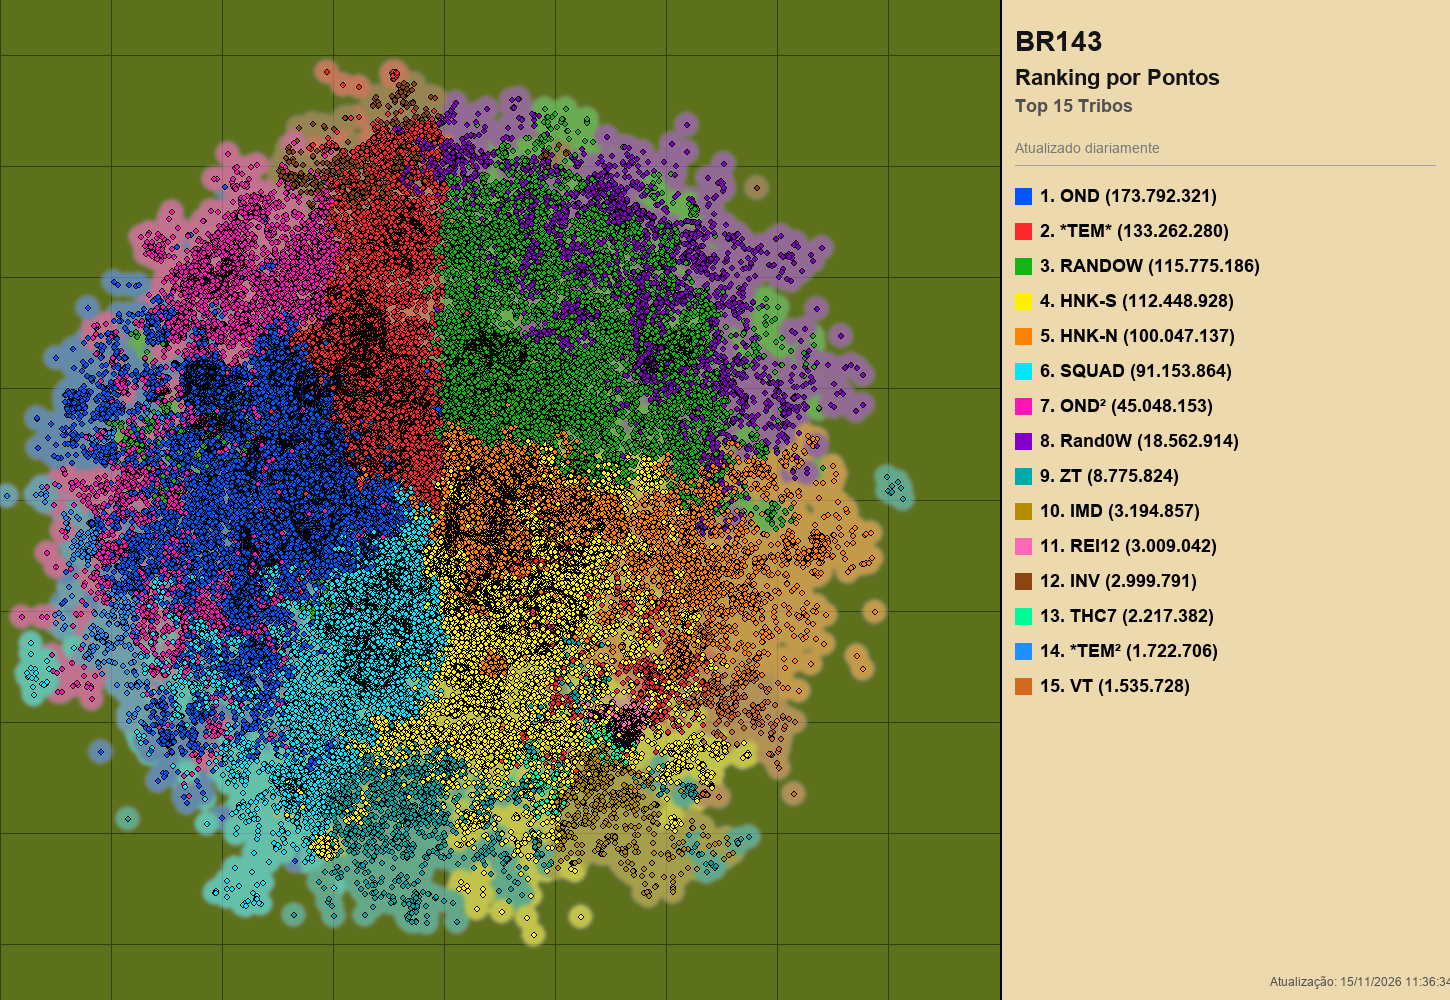 BR143
Ranking por Pontos
Top 15 Tribos
Atualizado diariamente
1. OND (173.792.321)
2. *TEM* (133.262.280)
3. RANDOW (115.775.186)
4. HNK-S (112.448.928)
5. HNK-N (100.047.137)
6. SQUAD (91.153.864)
7. OND² (45.048.153)
8. Rand0W (18.562.914)
9. ZT (8.775.824)
10. IMD (3.194.857)
11. REI12 (3.009.042)
12. INV (2.999.791)
13. THC7 (2.217.382)
14. *TEM² (1.722.706)
15. VT (1.535.728)
Atualização: 15/11/2026 11:36:34